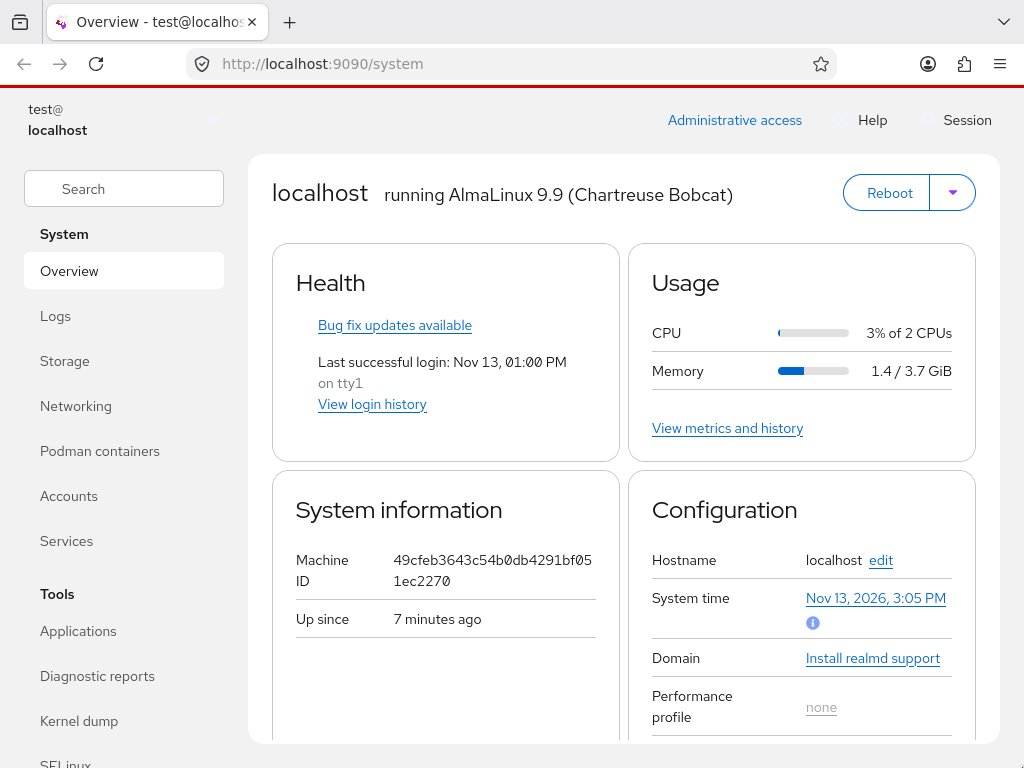 Overview - test@localhos
http://localhost:9090/system
test@
localhost
Administrative access
Help
Session
Search
System
Overview
Logs
Storage
Networking
Podman containers
Accounts
Services
Tools
Applications
Diagnostic reports
Kernel dump
SELinux
localhost running AlmaLinux 9.9 (Chartreuse Bobcat)
Reboot
Health
Bug fix updates available
Last successful login: Nov 13, 01:00 PM
on tty1
View login history
Usage
CPU 3% of 2 CPUs
Memory 1.4 / 3.7 GiB
View metrics and history
System information
Machine ID 49cfeb3643c54b0db4291bf05
1ec2270
Up since 7 minutes ago
Configuration
Hostname localhost edit
System time Nov 13, 2026, 3:05 PM
Domain Install realmd support
Performance
profile none